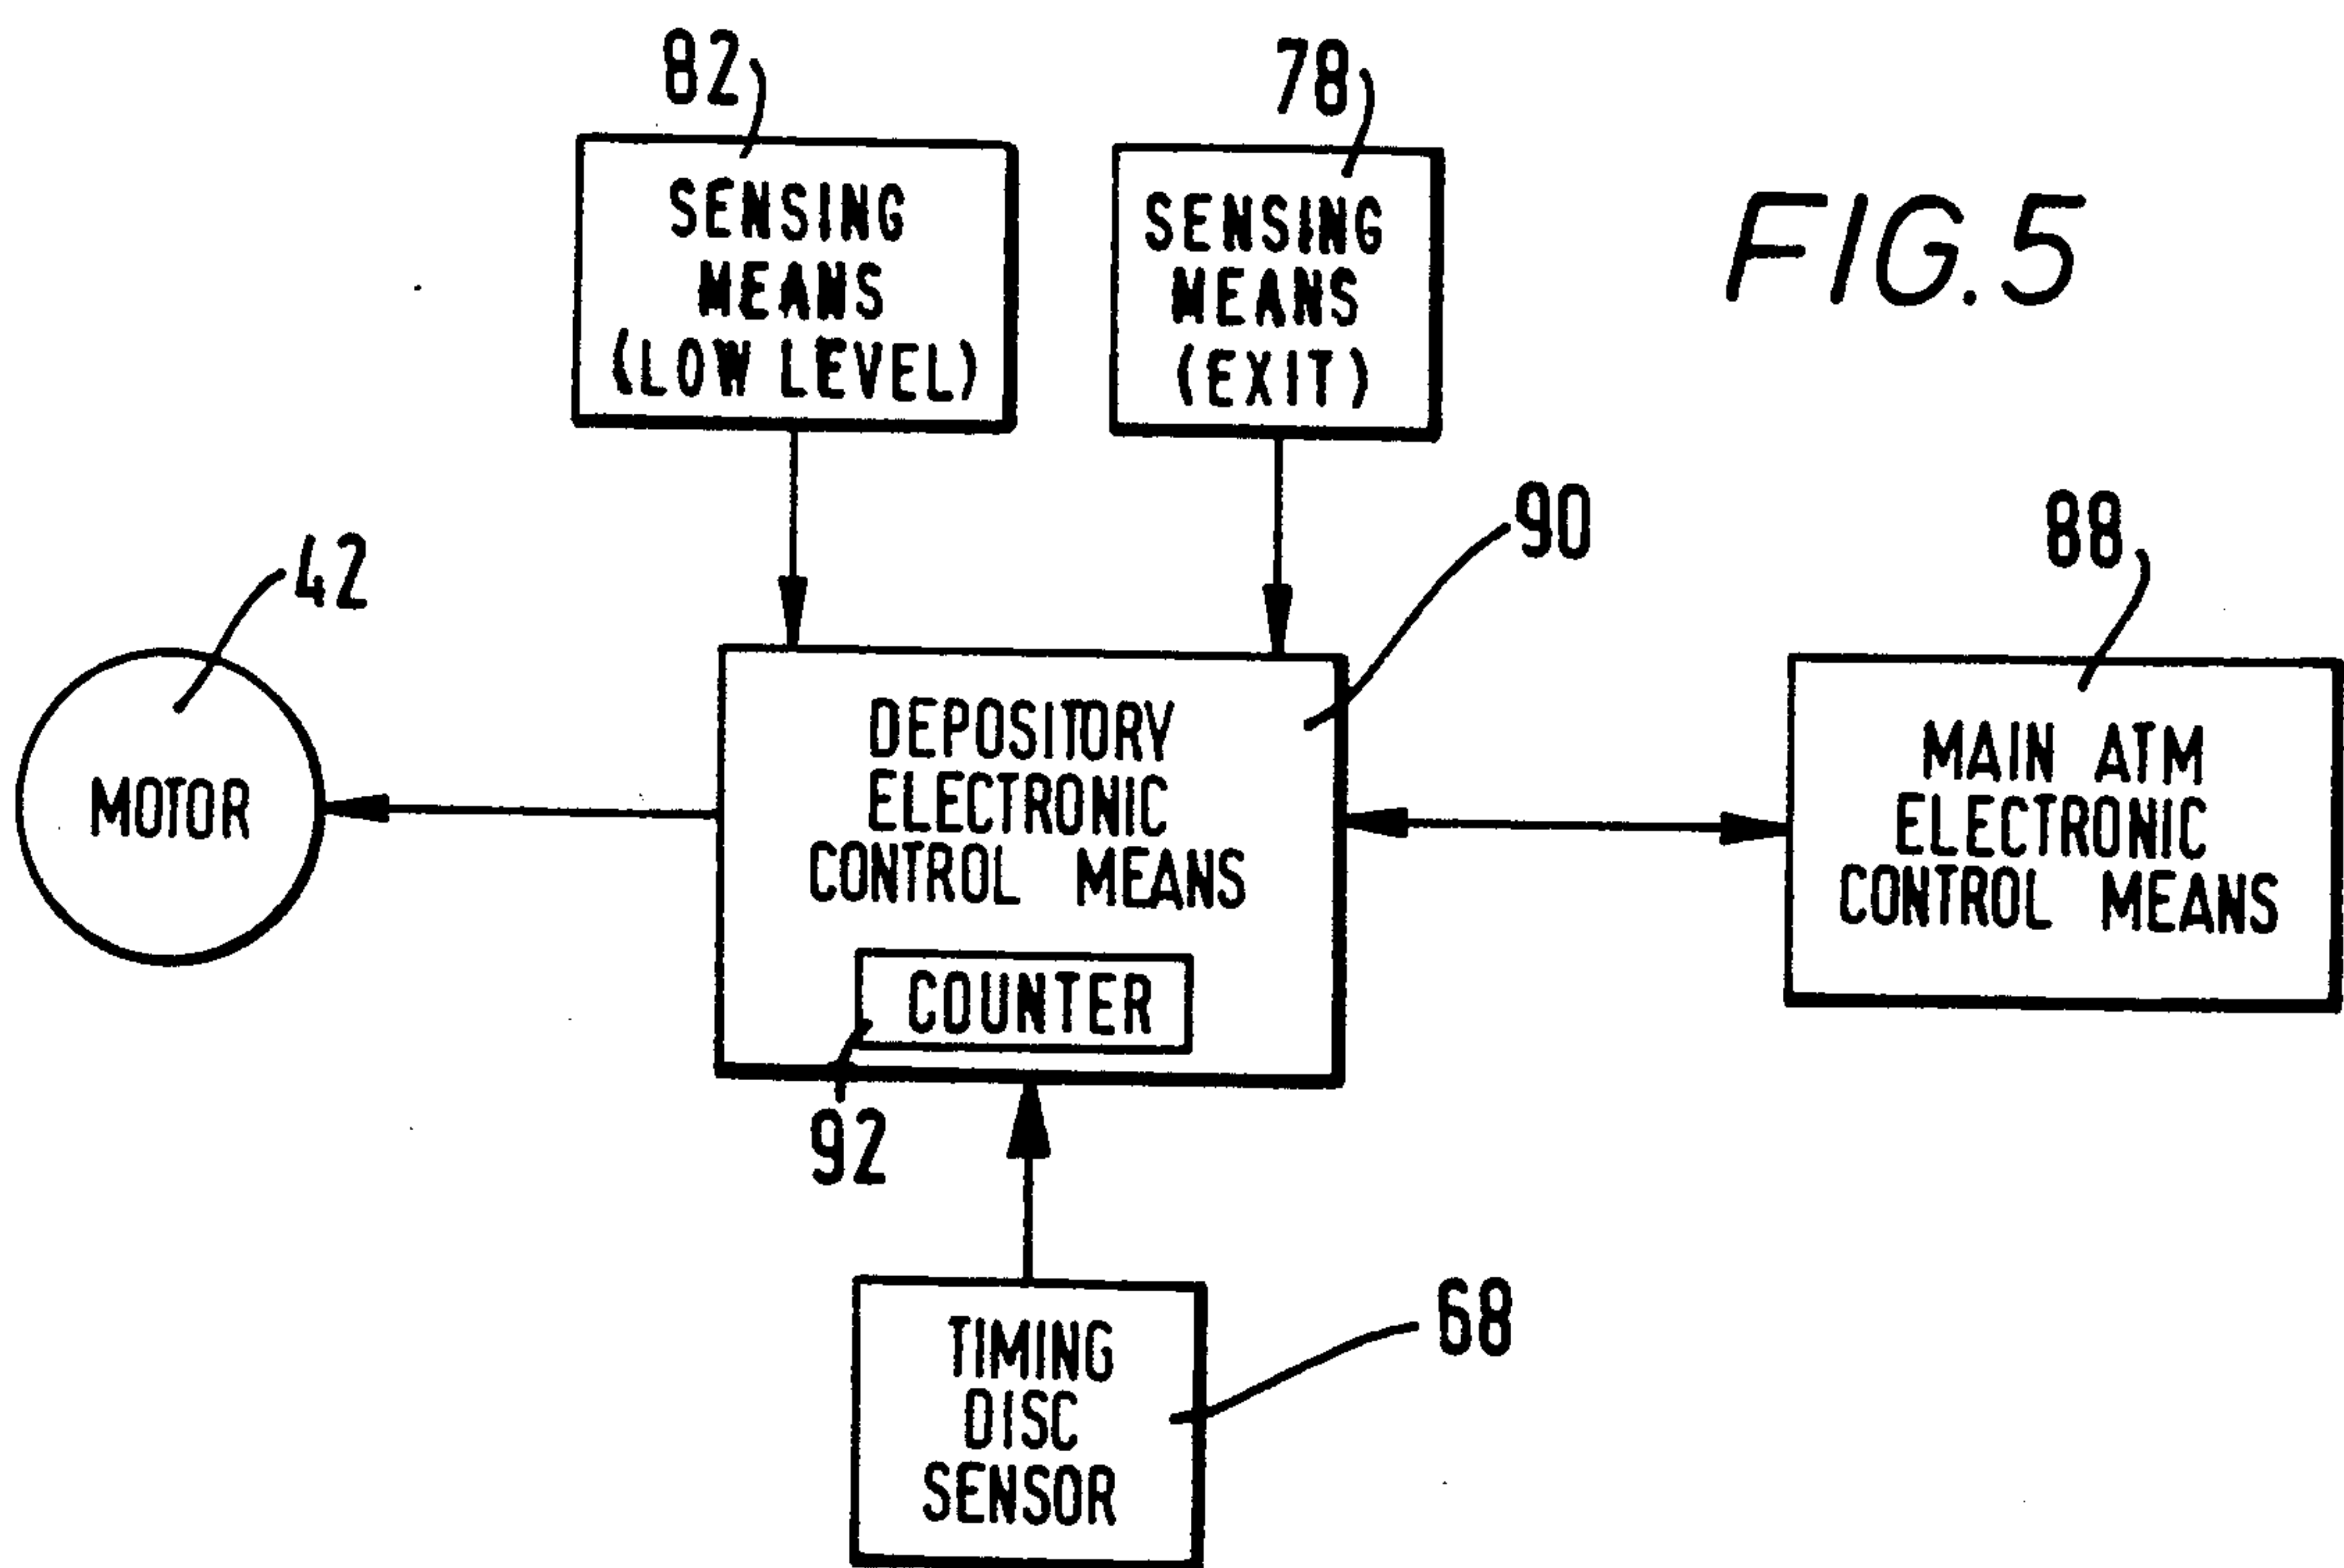 82
78
SENSING
MEANS
(LOW LEVEL)
SENSING
MEANS
(EXIT)
FIG. 5
42
90
88
MOTOR
DEPOSITORY
ELECTRONIC
CONTROL MEANS
COUNTER
MAIN ATM
ELECTRONIC
CONTROL MEANS
92
68
TIMING
DISC
SENSOR